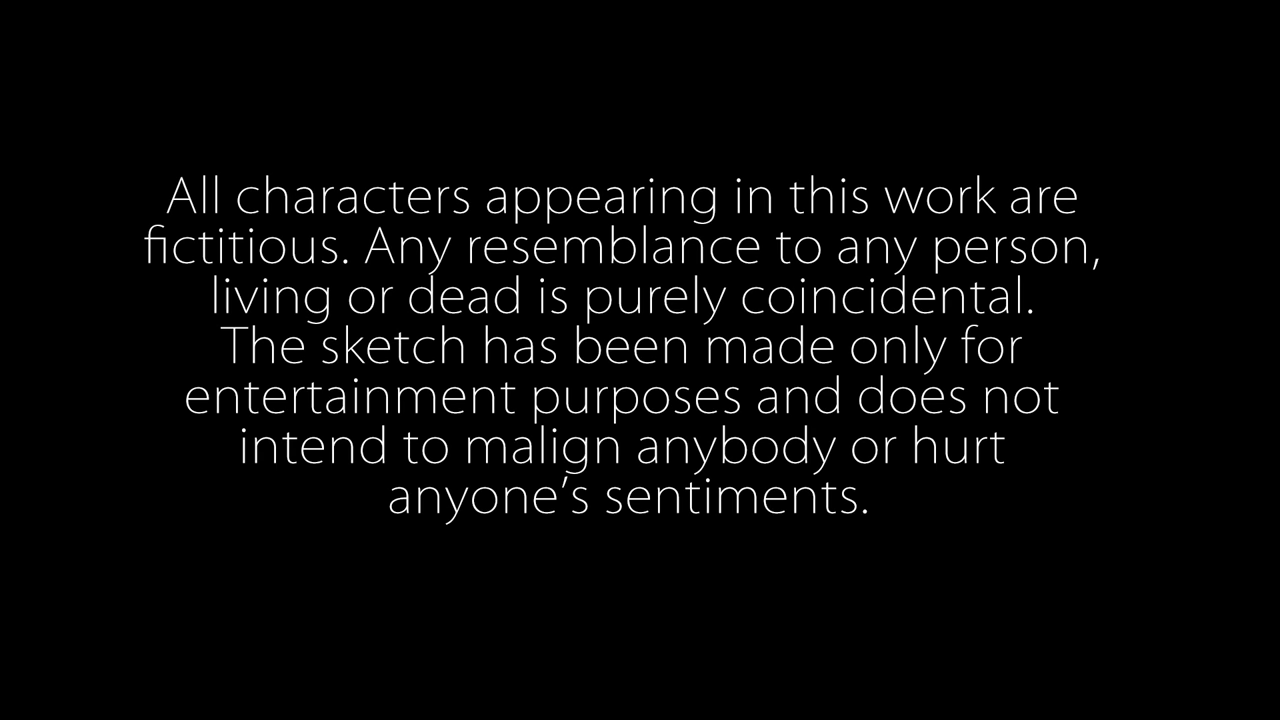 All characters appearing in this work are
fictitious. Any resemblance to any person,
living or dead is purely coincidental.
The sketch has been made only for
entertainment purposes and does not
intend to malign anybody or hurt
anyone’s sentiments.